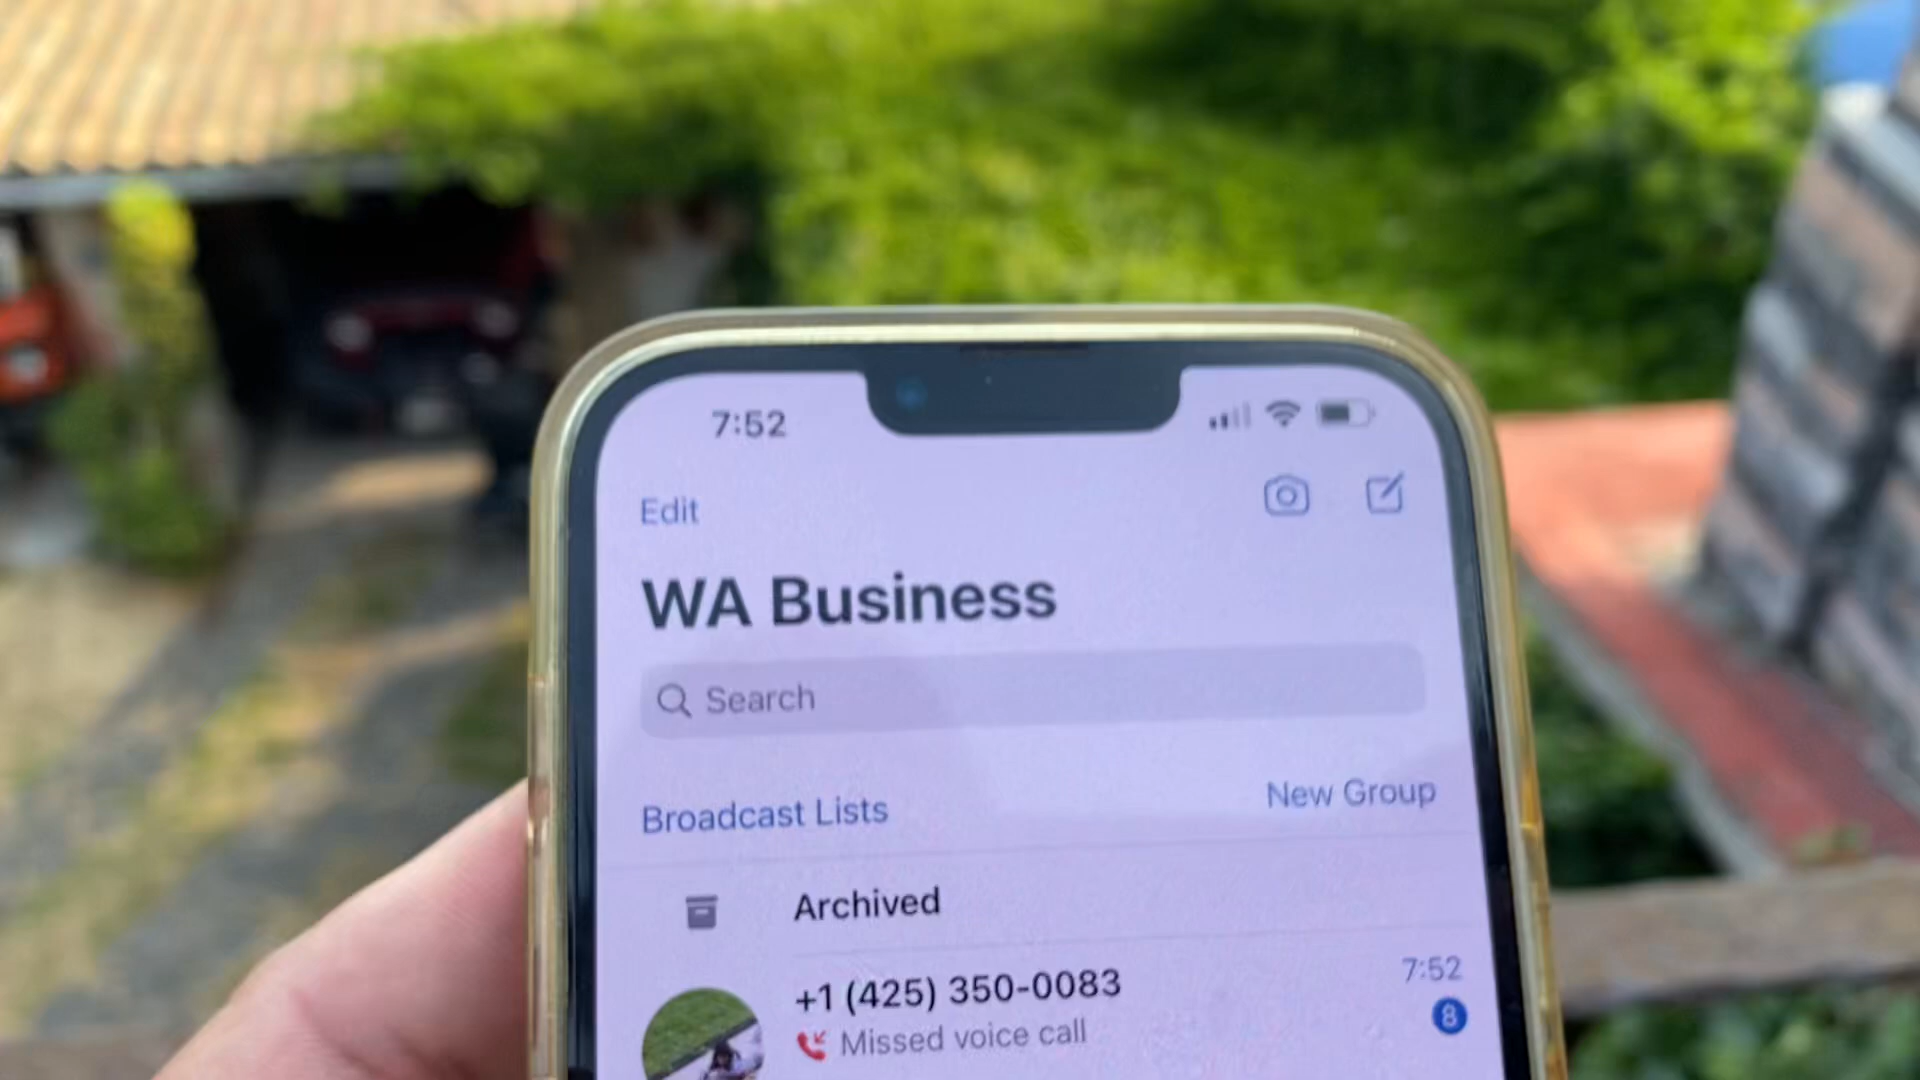 7:52
Edit
WA Business
Search
Broadcast Lists
New Group
Archived
+1 (425) 350-0083
7:52
Missed voice call
8